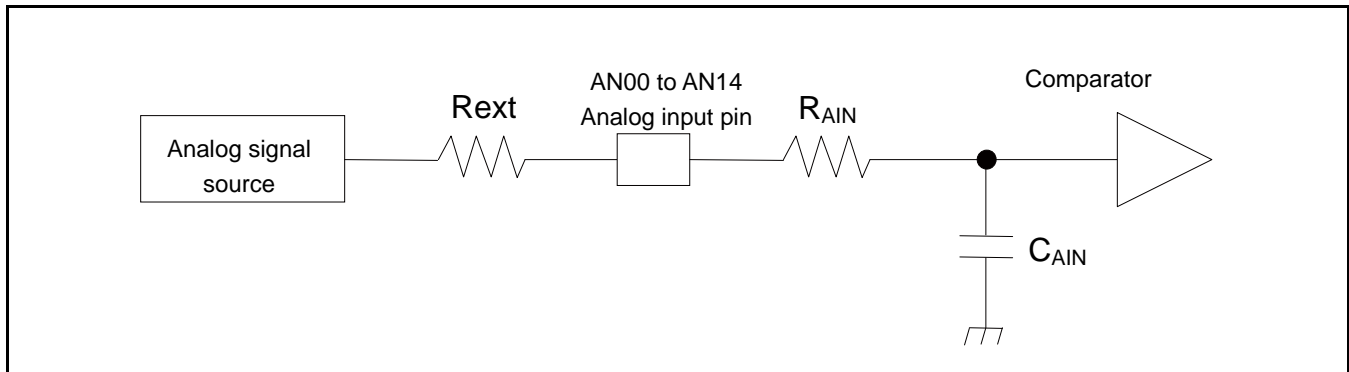 AN00 to AN14
Analog input pin
Comparator
Rext
RAIN
Analog signal
source
CAIN